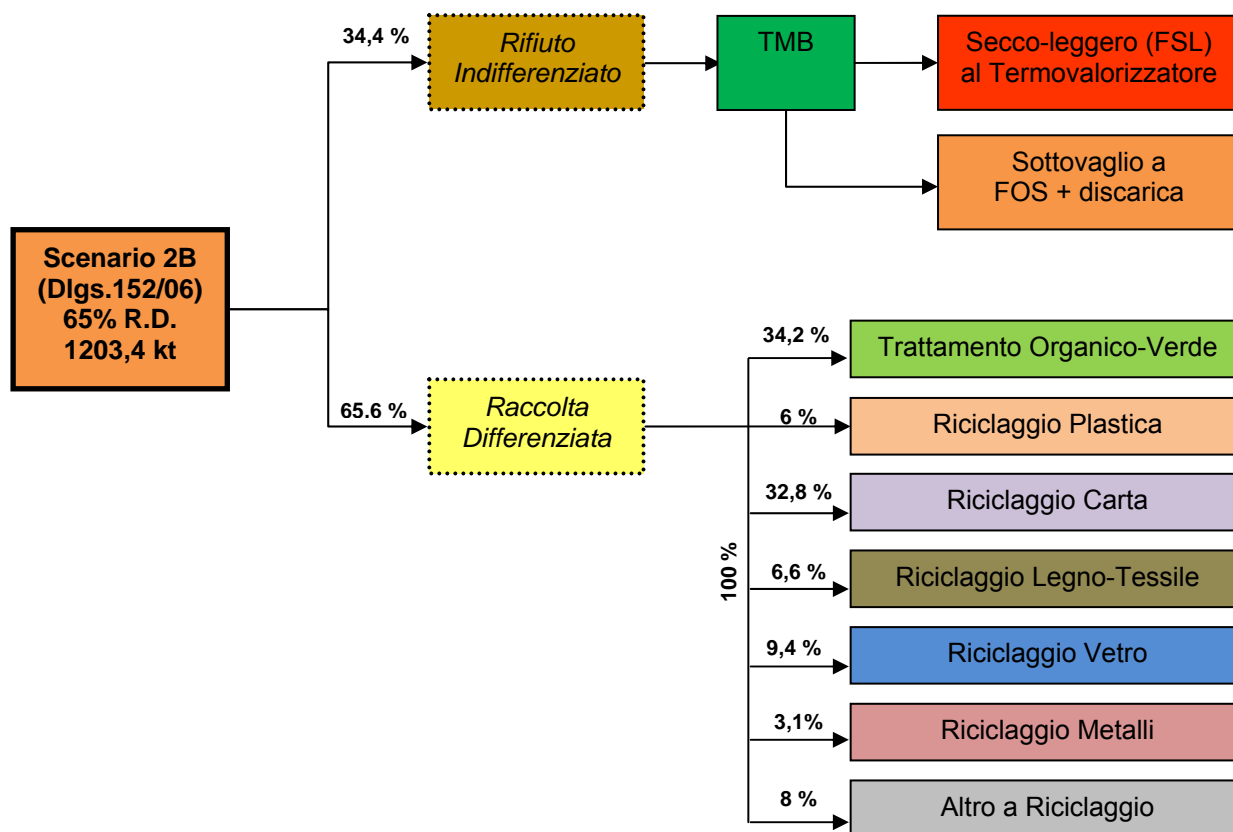 34,4 %
Rifiuto
Indifferenziato
TMB
Secco-leggero (FSL)
al Termovalorizzatore
Sottovaglio a
FOS + discarica
Scenario 2B
(Dlgs.152/06)
65% R.D.
1203,4 kt
65.6 %
Raccolta
Differenziata
100 %
34,2 %
Trattamento Organico-Verde
6 %
Riciclaggio Plastica
32,8 %
Riciclaggio Carta
6,6 %
Riciclaggio Legno-Tessile
9,4 %
Riciclaggio Vetro
3,1%
Riciclaggio Metalli
8 %
Altro a Riciclaggio